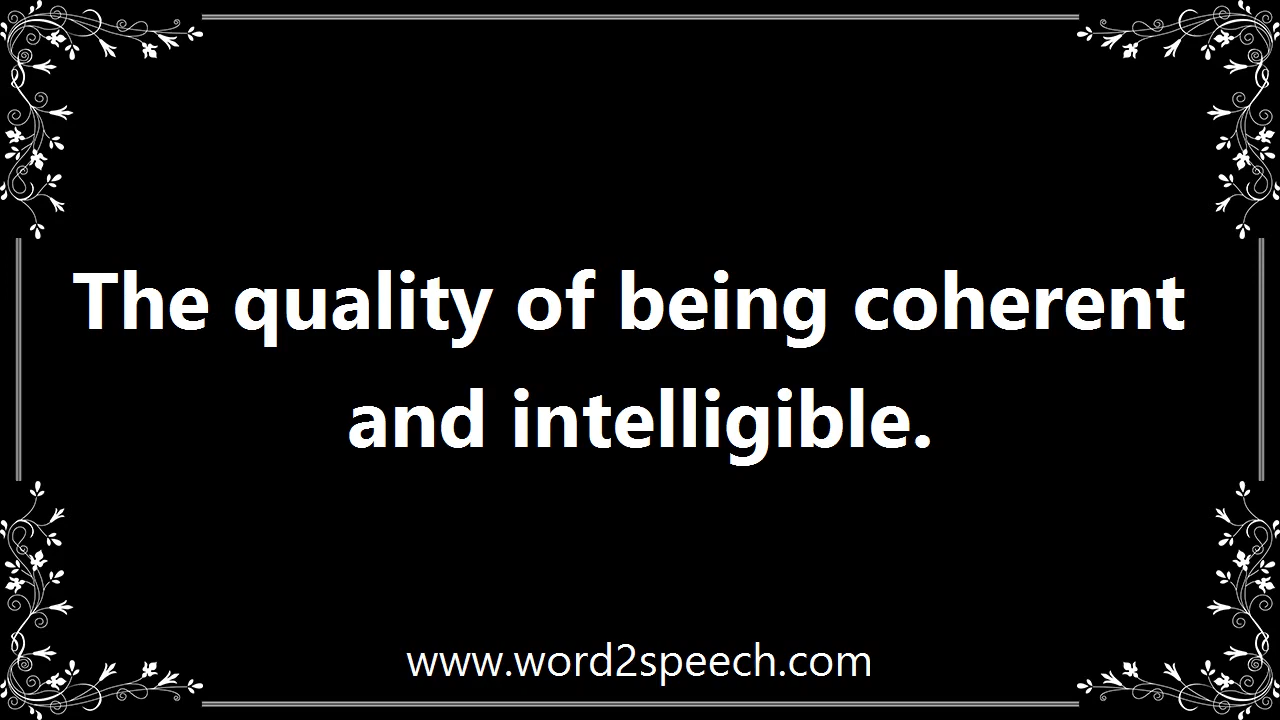 The quality of being coherent
and intelligible.
www.word2speech.com